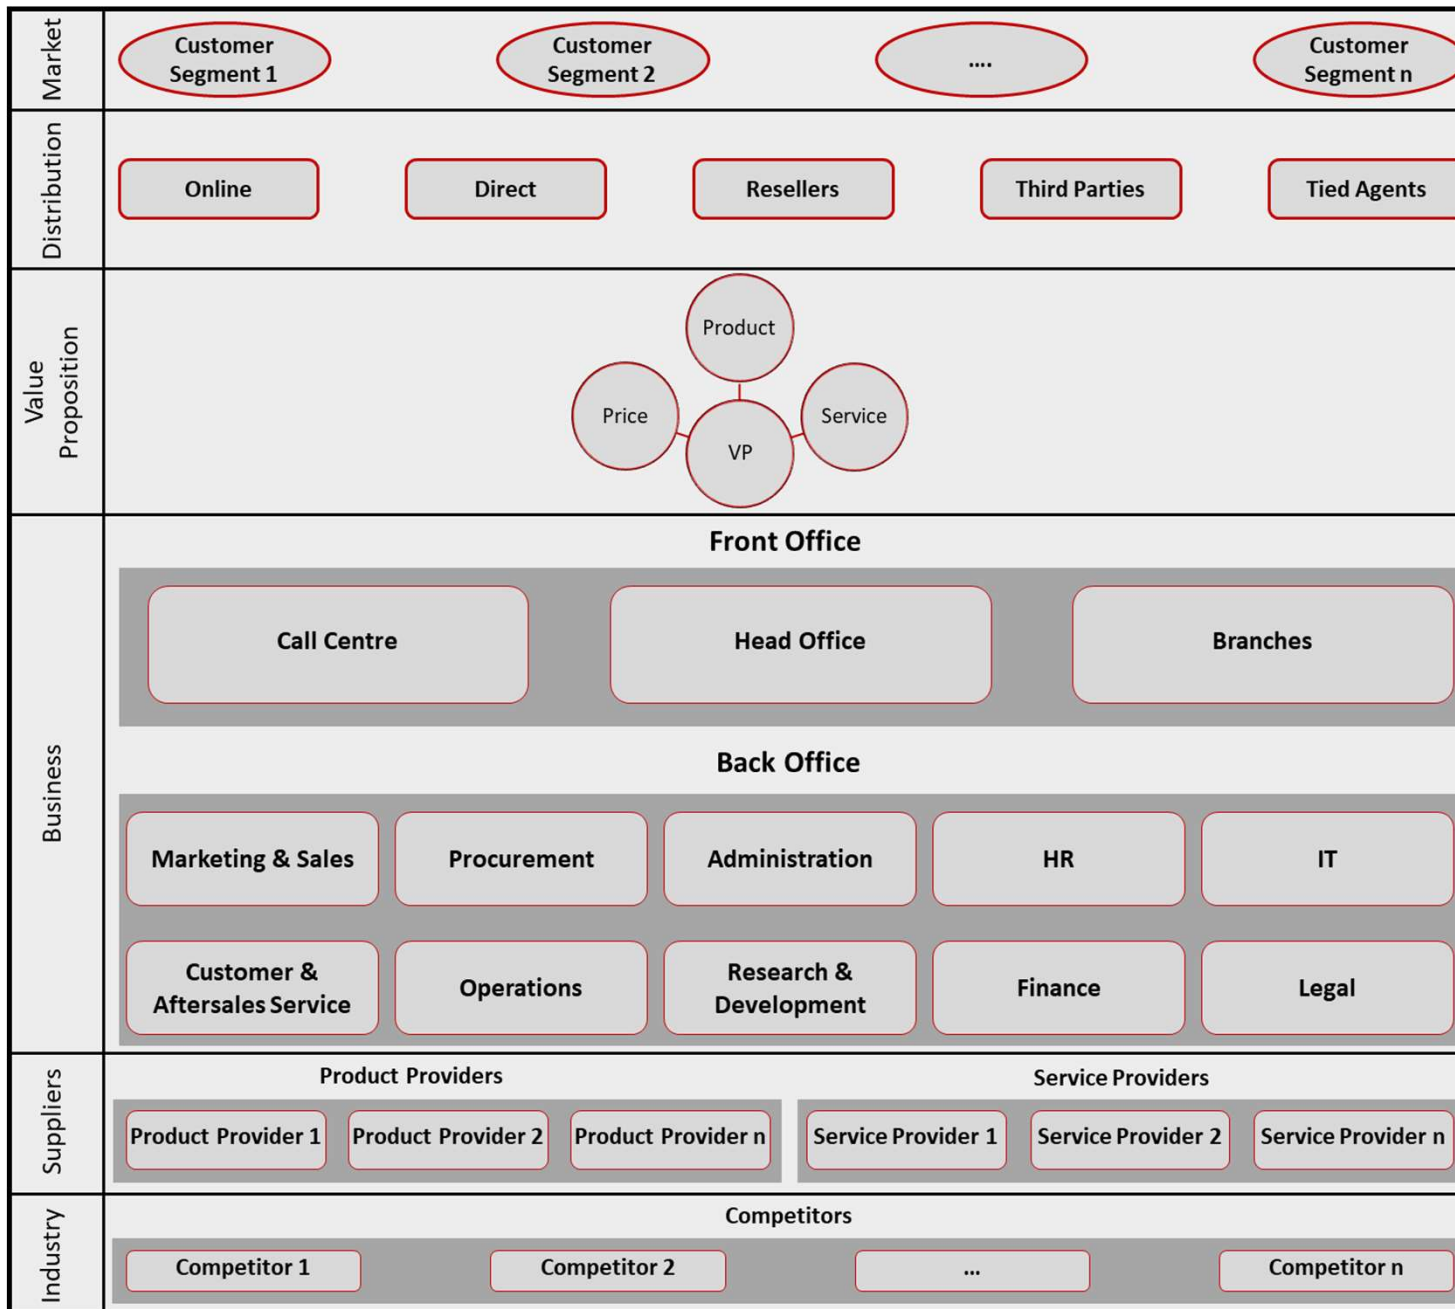 Market
Customer
Segment 1
Customer
Segment 2
....
Customer
Segment n
Distribution
Online
Direct
Resellers
Third Parties
Tied Agents
Value
Proposition
Product
Price
Service
VP
Business
Front Office
Call Centre
Head Office
Branches
Back Office
Marketing & Sales
Procurement
Administration
HR
IT
Customer &
Aftersales Service
Operations
Research &
Development
Finance
Legal
Suppliers
Product Providers
Service Providers
Product Provider 1
Product Provider 2
Product Provider n
Service Provider 1
Service Provider 2
Service Provider n
Industry
Competitors
Competitor 1
Competitor 2
...
Competitor n